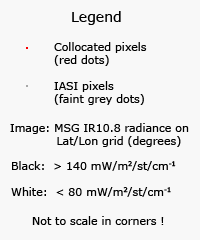 Legend
Collocated pixels
(red dots)
IASI pixels
(faint grey dots)
Image: MSG IR10.8 radiance on
Lat/Lon grid (degrees)
Black: > 140 mW/m²/st/cm⁻¹
White: < 80 mW/m²/st/cm⁻¹
Not to scale in corners !